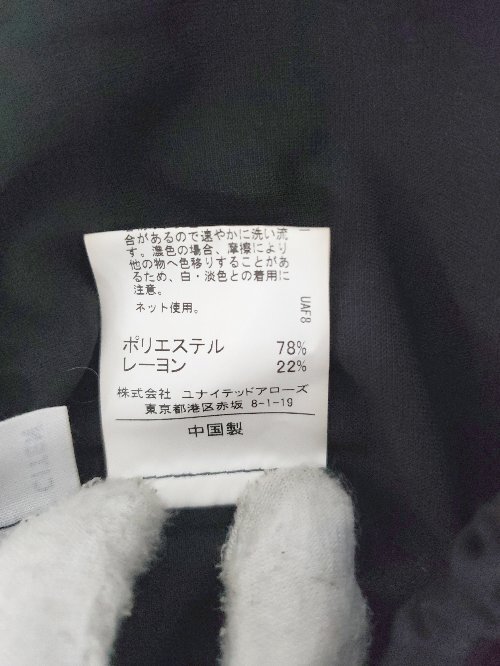 合があるので速やかに洗い流
す。濃色の場合、摩擦により
他の物へ色移りすることがあ
るため、白・淡色との着用に
注意。
ネット使用。
UAF8
ポリエステル 78%
レーヨン 22%
株式会社 ユナイテッドアローズ
東京都港区赤坂 8-1-19
中国製